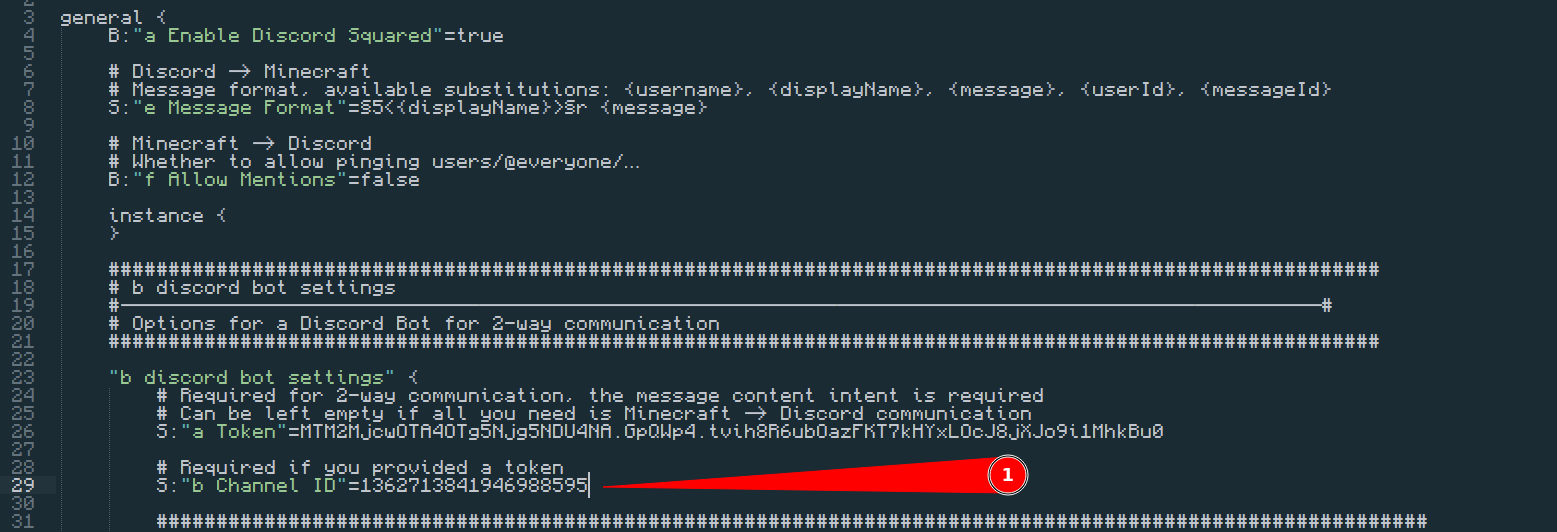 3 general {
4 B:"a Enable Discord Squared"=true
5
6 # Discord -> Minecraft
7 # Message format, available substitutions: {username}, {displayName}, {message}, {userId}, {messageId}
8 S:"e Message Format"=§5<{displayName}>§r {message}
9
10 # Minecraft -> Discord
11 # Whether to allow pinging users/@everyone/...
12 B:"f Allow Mentions"=false
13
14 instance {
15 }
16
17 ##########################################################################################################
18 # b discord bot settings
19 #----------------------------------------------------------------------------------------------------#
20 # Options for a Discord Bot for 2-way communication
21 ##########################################################################################################
22
23 "b discord bot settings" {
24 # Required for 2-way communication, the message content intent is required
25 # Can be left empty if all you need is Minecraft -> Discord communication
26 S:"a Token"=MTM2MjcwOTA4OTg5Njg5NDU4NA.GpQWp4.tvih8R6ubOazFKT7kHYxLOcJ8jXJo9i1MhkBu0
27
28 # Required if you provided a token
29 S:"b Channel ID"=1362713841946988595
1
30
31 ##########################################################################################################